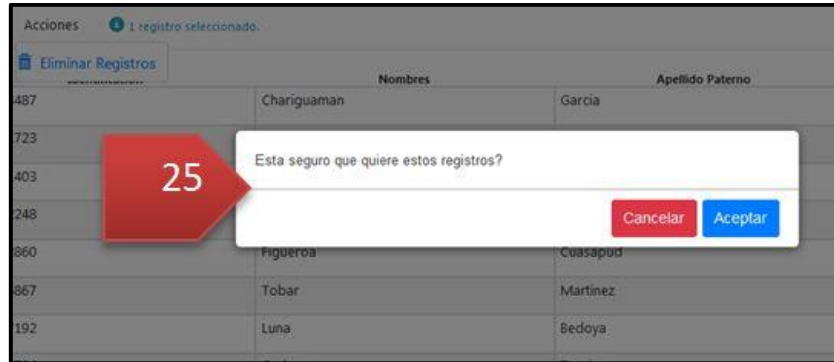 Acciones 1 registro seleccionado.
Eliminar Registros
Identificación Nombres Apellido Paterno
487 Chariguaman Garcia
723
25
Esta seguro que quiere estos registros?
403
248
Cancelar Aceptar
860 Figueroa Cuasapud
867 Tobar Martinez
192 Luna Bedoya